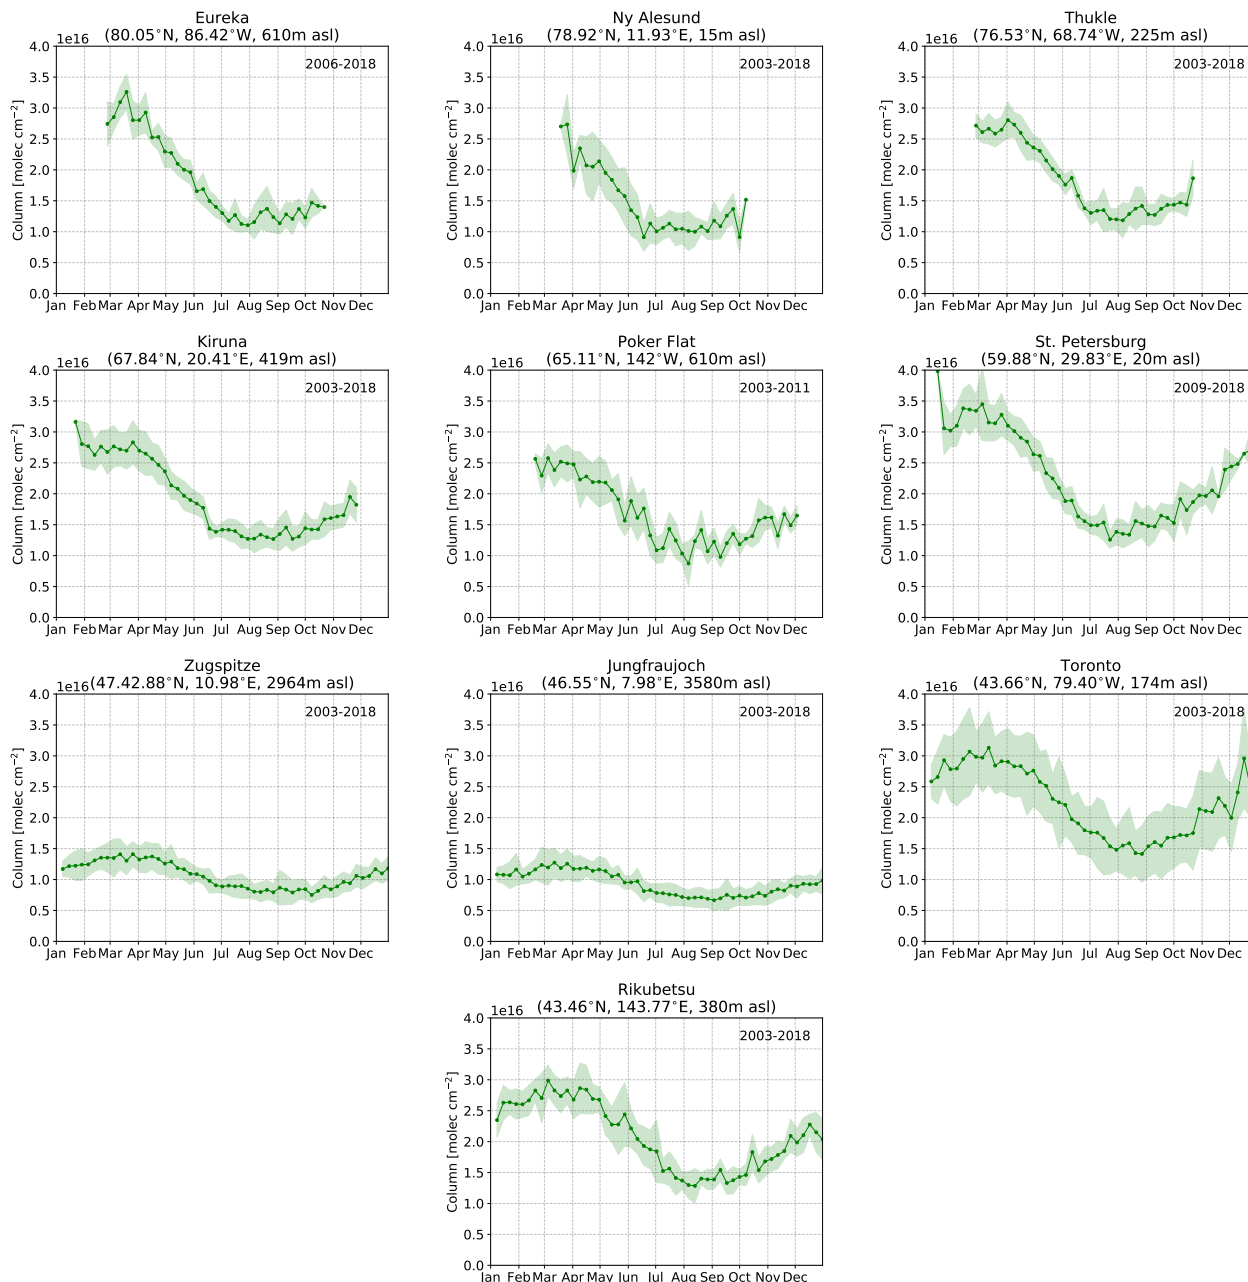 Eureka
(80.05°N, 86.42°W, 610m asl)
1e16
2006-2018
Column [molec cm⁻²]
4.0
3.5
3.0
2.5
2.0
1.5
1.0
0.5
0.0
Jan Feb Mar Apr May Jun Jul Aug Sep Oct Nov Dec
Ny Alesund
(78.92°N, 11.93°E, 15m asl)
1e16
2003-2018
Column [molec cm⁻²]
4.0
3.5
3.0
2.5
2.0
1.5
1.0
0.5
0.0
Jan Feb Mar Apr May Jun Jul Aug Sep Oct Nov Dec
Thukle
(76.53°N, 68.74°W, 225m asl)
1e16
2003-2018
Column [molec cm⁻²]
4.0
3.5
3.0
2.5
2.0
1.5
1.0
0.5
0.0
Jan Feb Mar Apr May Jun Jul Aug Sep Oct Nov Dec
Kiruna
(67.84°N, 20.41°E, 419m asl)
1e16
2003-2018
Column [molec cm⁻²]
4.0
3.5
3.0
2.5
2.0
1.5
1.0
0.5
0.0
Jan Feb Mar Apr May Jun Jul Aug Sep Oct Nov Dec
Poker Flat
(65.11°N, 142°W, 610m asl)
1e16
2003-2011
Column [molec cm⁻²]
4.0
3.5
3.0
2.5
2.0
1.5
1.0
0.5
0.0
Jan Feb Mar Apr May Jun Jul Aug Sep Oct Nov Dec
St. Petersburg
(59.88°N, 29.83°E, 20m asl)
1e16
2009-2018
Column [molec cm⁻²]
4.0
3.5
3.0
2.5
2.0
1.5
1.0
0.5
0.0
Jan Feb Mar Apr May Jun Jul Aug Sep Oct Nov Dec
Zugspitze
(47.42.88°N, 10.98°E, 2964m asl)
1e16
2003-2018
Column [molec cm⁻²]
4.0
3.5
3.0
2.5
2.0
1.5
1.0
0.5
0.0
Jan Feb Mar Apr May Jun Jul Aug Sep Oct Nov Dec
Jungfraujoch
(46.55°N, 7.98°E, 3580m asl)
1e16
2003-2018
Column [molec cm⁻²]
4.0
3.5
3.0
2.5
2.0
1.5
1.0
0.5
0.0
Jan Feb Mar Apr May Jun Jul Aug Sep Oct Nov Dec
Toronto
(43.66°N, 79.40°W, 174m asl)
1e16
2003-2018
Column [molec cm⁻²]
4.0
3.5
3.0
2.5
2.0
1.5
1.0
0.5
0.0
Jan Feb Mar Apr May Jun Jul Aug Sep Oct Nov Dec
Rikubetsu
(43.46°N, 143.77°E, 380m asl)
1e16
2003-2018
Column [molec cm⁻²]
4.0
3.5
3.0
2.5
2.0
1.5
1.0
0.5
0.0
Jan Feb Mar Apr May Jun Jul Aug Sep Oct Nov Dec